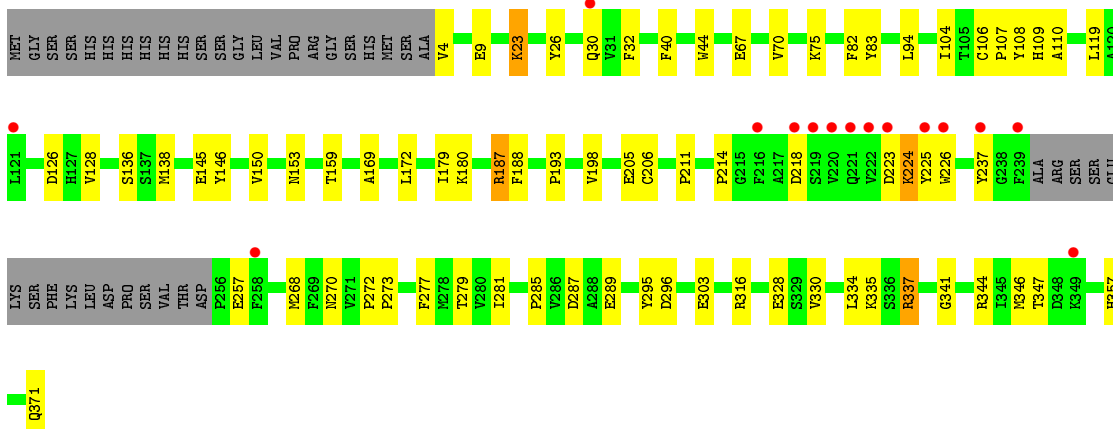 MET GLY SER SER HIS HIS HIS HIS HIS HIS SER SER GLY LEU VAL PRO ARG GLY SER HIS MET SER ALA V4 E9 K23 Y26 Q30 V31 F32 F40 W44 E67 V70 K75 F82 Y83 L94 I104 T105 C106 P107 Y108 H109 A110 L119 A120
L121 D126 H127 V128 S136 S137 M138 E145 Y146 V150 N153 T159 A169 L172 I179 K180 R187 F188 P193 V198 E205 C206 P211 P214 G215 F216 A217 D218 S219 V220 Q221 V222 D223 K224 Y225 W226 Y237 G238 F239 ALA ARG SER SER GLU
LYS SER PHE LYS LEU ASP PRO SER VAL THR ASP P256 E257 F258 M268 F269 N270 V271 P272 P273 F277 M278 T279 V280 I281 P285 V286 D287 A288 E289 Y295 D296 E303 R316 E328 S329 V330 L334 K335 S336 R337 G341 R344 I345 M346 T347 D348 K349 H357
Q371